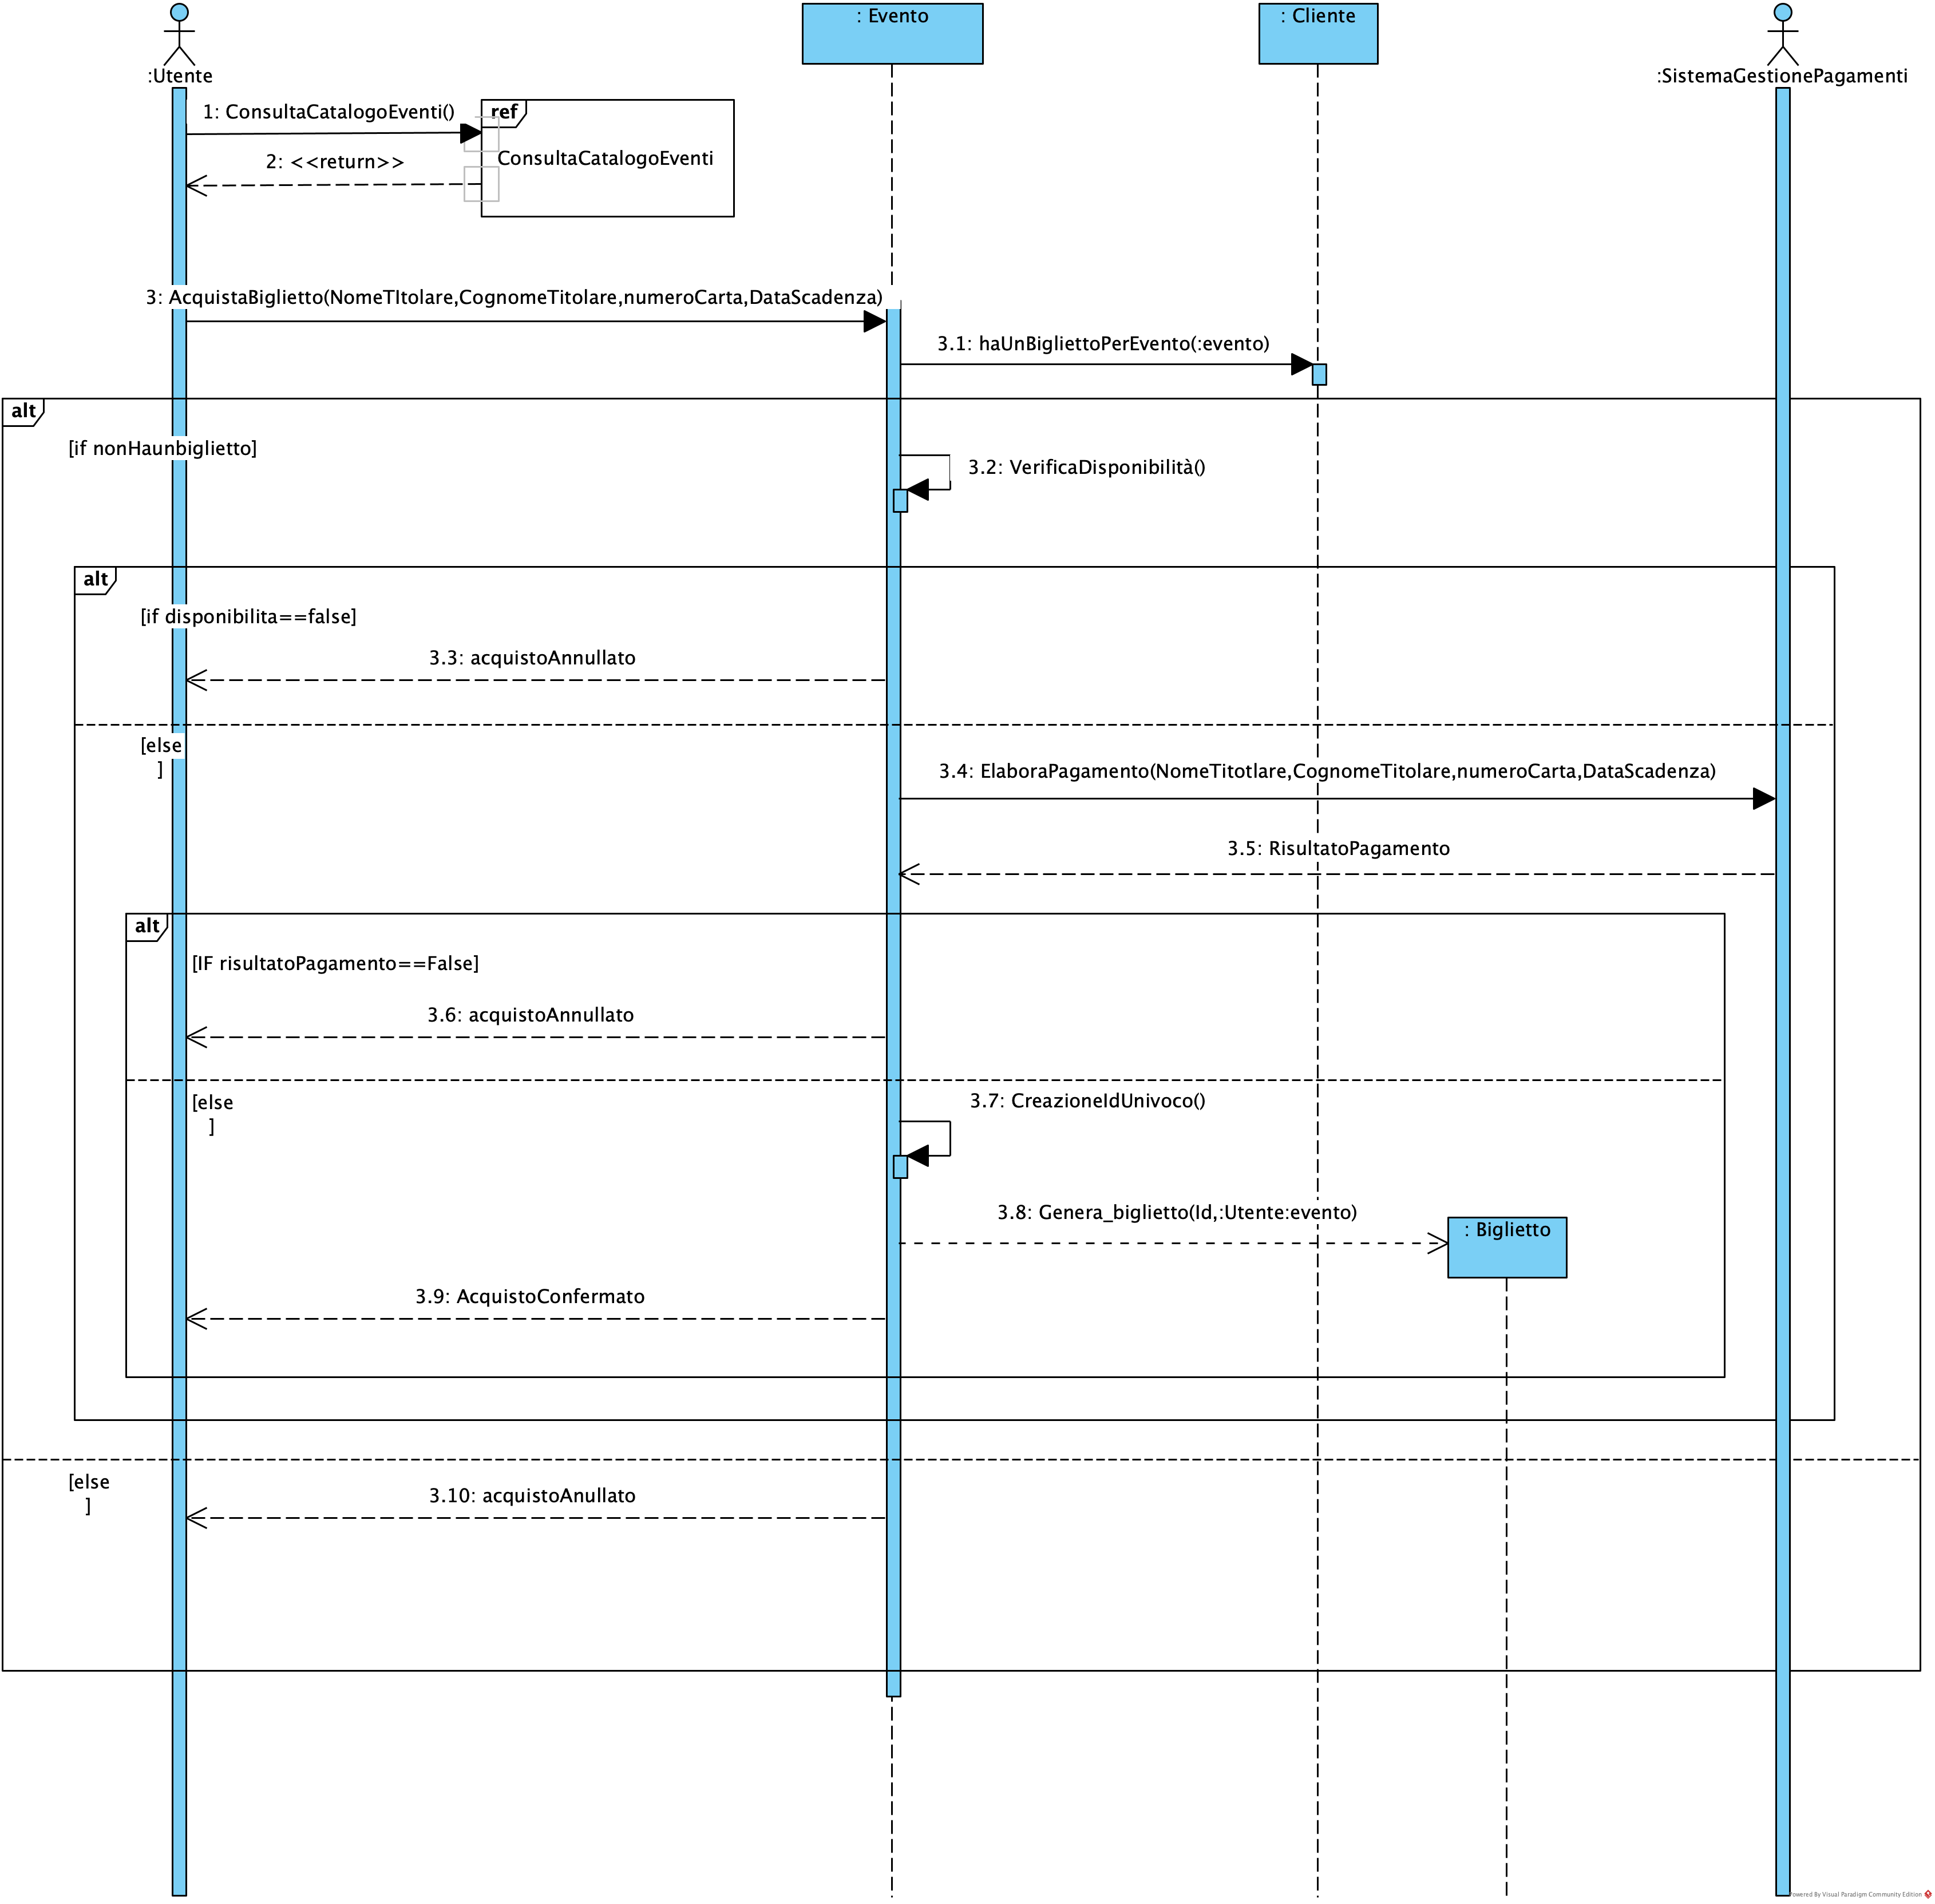 : Evento
: Cliente
:Utente
:SistemaGestionePagamenti
1: ConsultaCatalogoEventi()
ref
2: <<return>>
ConsultaCatalogoEventi
3: AcquistaBiglietto(NomeTItolare,CognomeTitolare,numeroCarta,DataScadenza)
3.1: haUnBigliettoPerEvento(:evento)
alt
[if nonHaunbiglietto]
3.2: VerificaDisponibilità()
alt
[if disponibilita==false]
3.3: acquistoAnnullato
[else
]
3.4: ElaboraPagamento(NomeTitotlare,CognomeTitolare,numeroCarta,DataScadenza)
3.5: RisultatoPagamento
alt
[IF risultatoPagamento==False]
3.6: acquistoAnnullato
[else
]
3.7: CreazioneIdUnivoco()
3.8: Genera_biglietto(Id,:Utente:evento)
: Biglietto
3.9: AcquistoConfermato
[else
]
3.10: acquistoAnullato
Powered By Visual Paradigm Community Edition